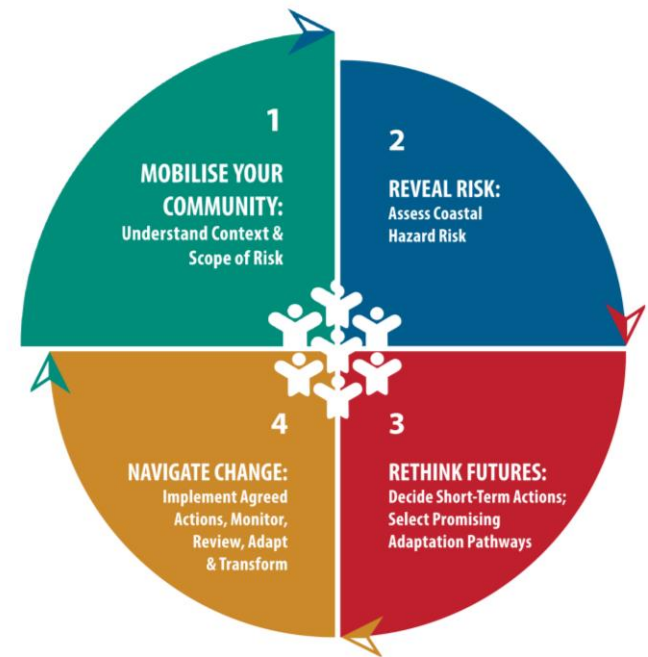 1
MOBILISE YOUR
COMMUNITY:
Understand Context &
Scope of Risk
2
REVEAL RISK:
Assess Coastal
Hazard Risk
3
RETHINK FUTURES:
Decide Short-Term Actions;
Select Promising
Adaptation Pathways
4
NAVIGATE CHANGE:
Implement Agreed
Actions, Monitor,
Review, Adapt
& Transform